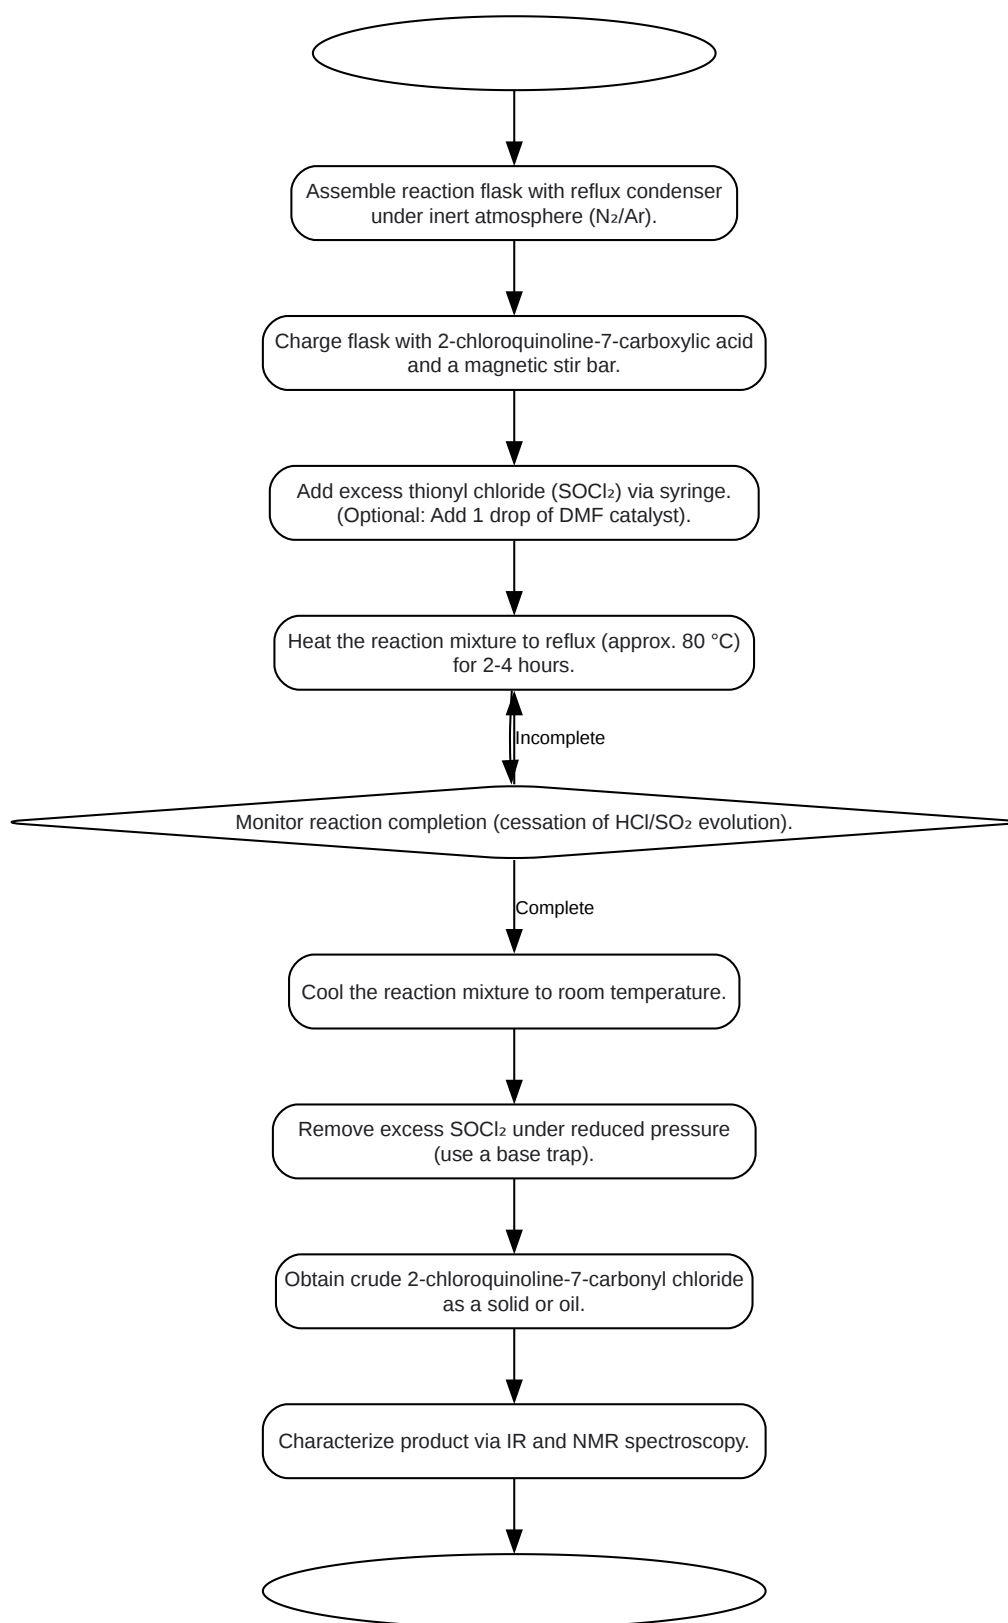 Assemble reaction flask with reflux condenser
under inert atmosphere (N₂/Ar).
Charge flask with 2-chloroquinoline-7-carboxylic acid
and a magnetic stir bar.
Add excess thionyl chloride (SOCl₂) via syringe.
(Optional: Add 1 drop of DMF catalyst).
Heat the reaction mixture to reflux (approx. 80 °C)
for 2-4 hours.
Incomplete
Monitor reaction completion (cessation of HCl/SO₂ evolution).
Complete
Cool the reaction mixture to room temperature.
Remove excess SOCl₂ under reduced pressure
(use a base trap).
Obtain crude 2-chloroquinoline-7-carbonyl chloride
as a solid or oil.
Characterize product via IR and NMR spectroscopy.